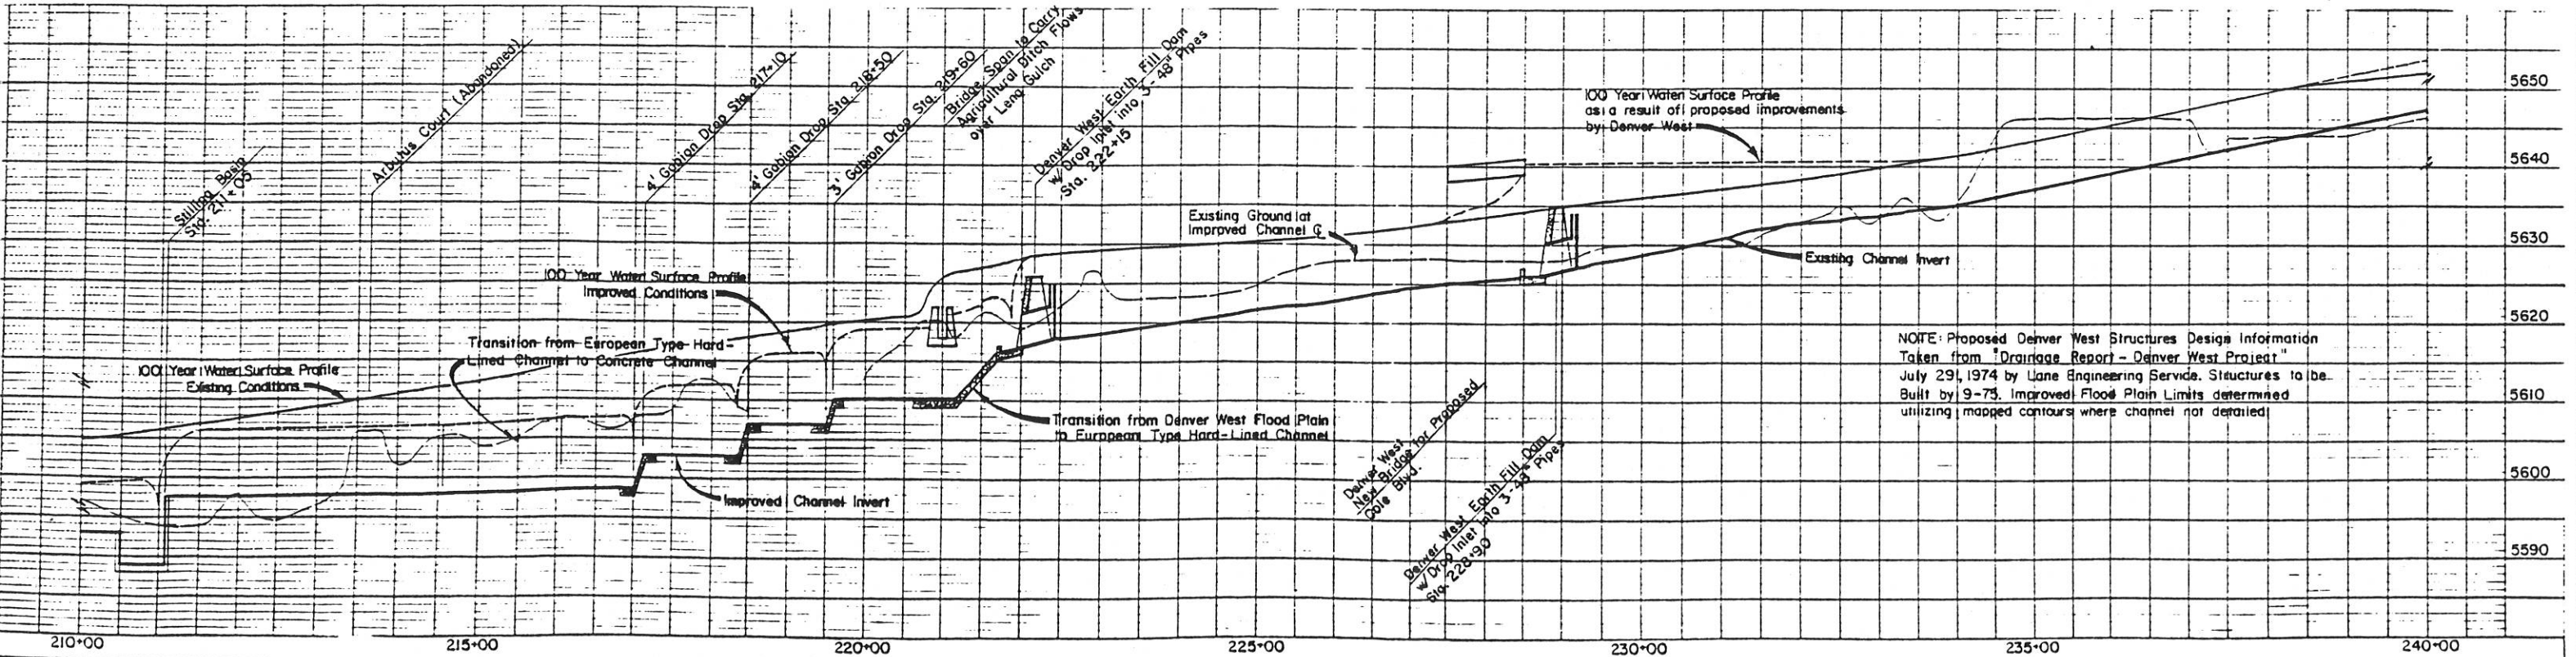 Stilling Basin
Sta. 211+05
Arbutus Court (Abandoned)
4' Gabion Drop Sta. 217+10
4' Gabion Drop Sta. 218+50
3' Gabion Drop Sta. 219+60
Bridge Span to Carry
Agricultural Ditch Flows
over Lena Gulch
Denver West Earth Fill Dam
w/ Drop Inlet into 3-48" Pipes
Sta. 222+15
100 Year Water Surface Profile
as a result of proposed improvements
by Denver West
5650
5640
5630
5620
5610
5600
5590
Existing Ground at
Improved Channel ℄
Existing Channel Invert
100 Year Water Surface Profile
Improved Conditions
Transition from European Type Hard-
Lined Channel to Concrete Channel
100 Year Water Surface Profile
Existing Conditions
NOTE: Proposed Denver West Structures Design Information
Taken from "Drainage Report - Denver West Project"
July 29, 1974 by Lane Engineering Service. Structures to be
Built by 9-75. Improved Flood Plain Limits determined
utilizing mapped contours where channel not detailed
Transition from Denver West Flood Plain
to European Type Hard-Lined Channel
Improved Channel Invert
Denver West
New Bridge for Proposed
Cole Blvd.
Denver West Earth Fill Dam
w/ Drop Inlet into 3-48" Pipes
Sta. 228+90
210+00
215+00
220+00
225+00
230+00
235+00
240+00